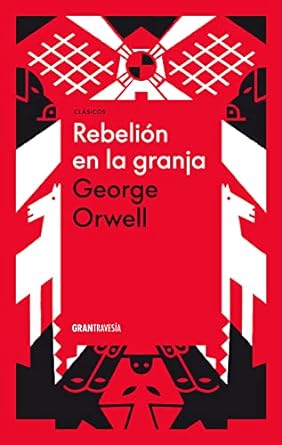 CLÁSICOS
Rebelión
en la granja
George
Orwell
GRANTRAVESÍA